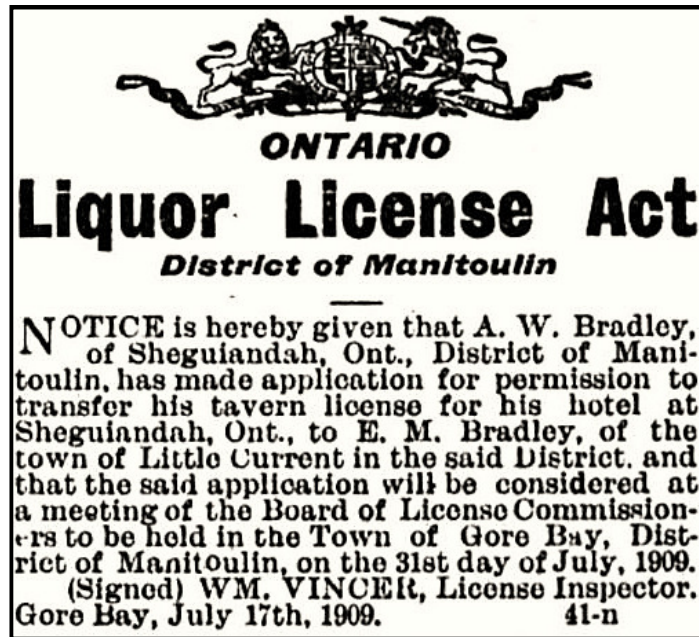 ONTARIO
Liquor License Act
District of Manitoulin
NOTICE is hereby given that A. W. Bradley,
of Sheguiandah, Ont., District of Mani-
toulin, has made application for permission to
transfer his tavern license for his hotel at
Sheguiandah, Ont., to E. M. Bradley, of the
town of Little Current in the said District. and
that the said application will be considered at
a meeting of the Board of License Commission-
ers to be held in the Town of Gore Bay, Dist-
rict of Manitoulin, on the 31st day of July, 1909.
(Signed) WM. VINCER, License Inspector.
Gore Bay, July 17th, 1909. 41-n